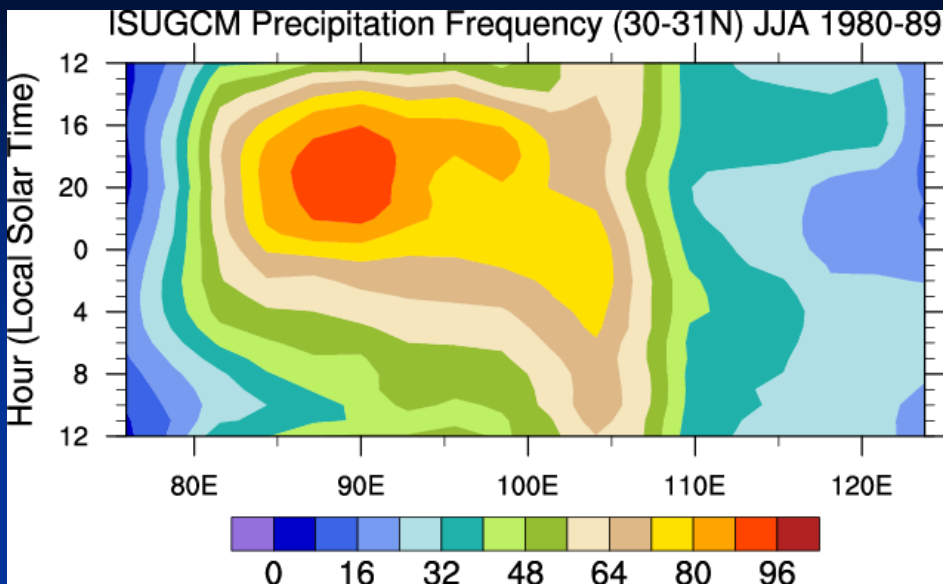 ISUGCM Precipitation Frequency (30-31N) JJA 1980-89
Hour (Local Solar Time)
12
16
20
0
4
8
12
80E 90E 100E 110E 120E
0 16 32 48 64 80 96